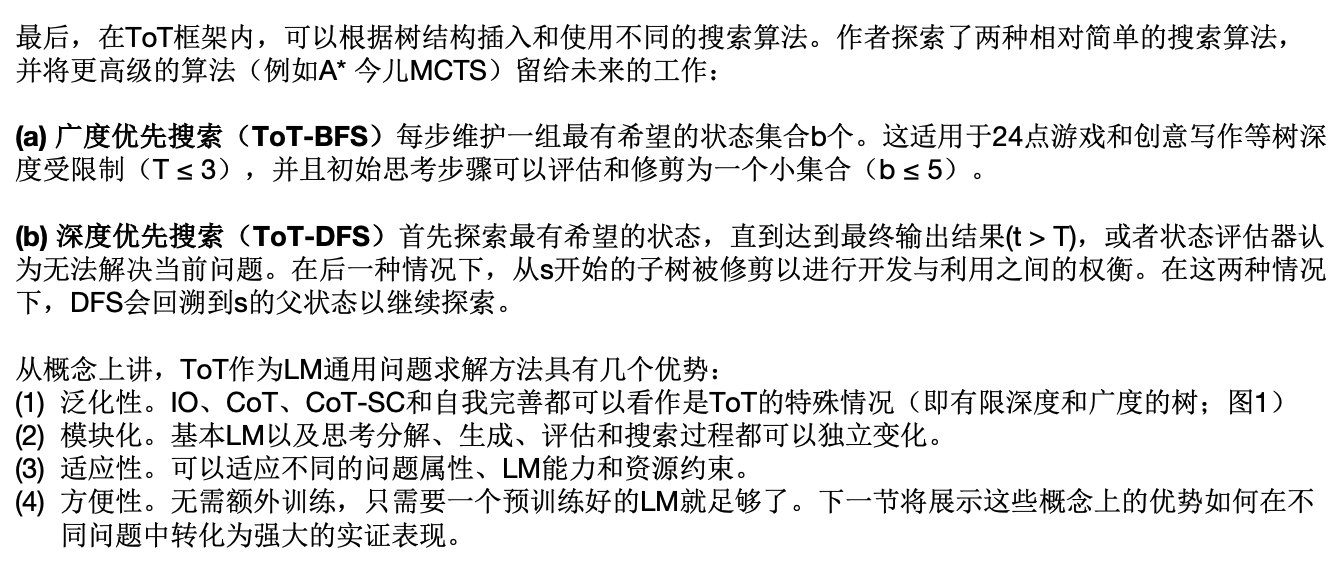 最后，在ToT框架内，可以根据树结构插入和使用不同的搜索算法。作者探索了两种相对简单的搜索算法，
并将更高级的算法（例如A* 今儿MCTS）留给未来的工作：
(a) 广度优先搜索（ToT-BFS）每步维护一组最有希望的状态集合b个。这适用于24点游戏和创意写作等树深
度受限制（T ≤ 3），并且初始思考步骤可以评估和修剪为一个小集合（b ≤ 5）。
(b) 深度优先搜索（ToT-DFS）首先探索最有希望的状态，直到达到最终输出结果(t > T)，或者状态评估器认
为无法解决当前问题。在后一种情况下，从s开始的子树被修剪以进行开发与利用之间的权衡。在这两种情况
下，DFS会回溯到s的父状态以继续探索。
从概念上讲，ToT作为LM通用问题求解方法具有几个优势：
(1) 泛化性。IO、CoT、CoT-SC和自我完善都可以看作是ToT的特殊情况（即有限深度和广度的树；图1）
(2) 模块化。基本LM以及思考分解、生成、评估和搜索过程都可以独立变化。
(3) 适应性。可以适应不同的问题属性、LM能力和资源约束。
(4) 方便性。无需额外训练，只需要一个预训练好的LM就足够了。下一节将展示这些概念上的优势如何在不
同问题中转化为强大的实证表现。